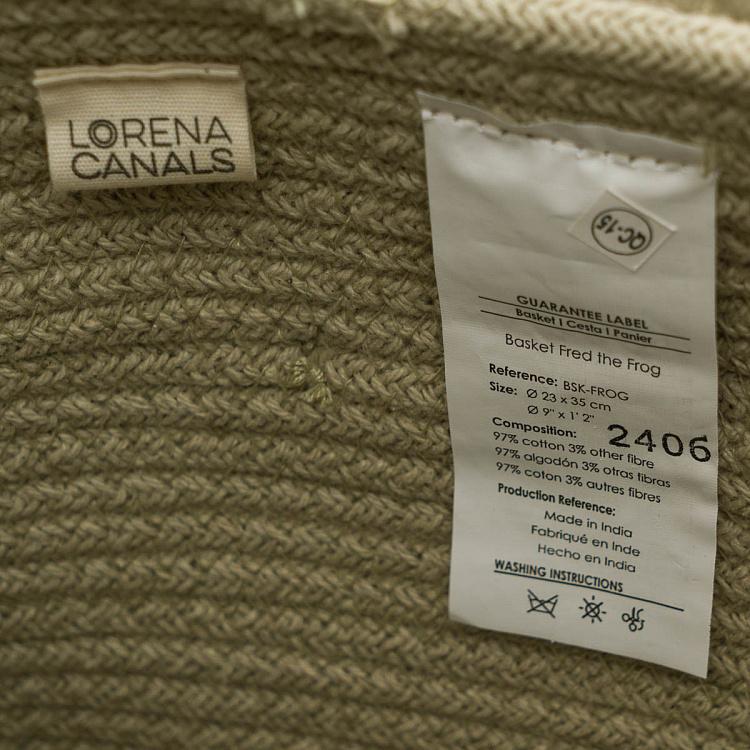 LORENA
CANALS
QC-15
GUARANTEE LABEL
Basket | Cesta | Panier
Basket Fred the Frog
Reference: BSK-FROG
Size: Ø 23 x 35 cm
Ø 9" x 1' 2"
Composition:
2406
97% cotton 3% other fibre
97% algodón 3% otras fibras
97% coton 3% autres fibres
Production Reference:
Made in India
Fabriqué en Inde
Hecho en India
WASHING INSTRUCTIONS